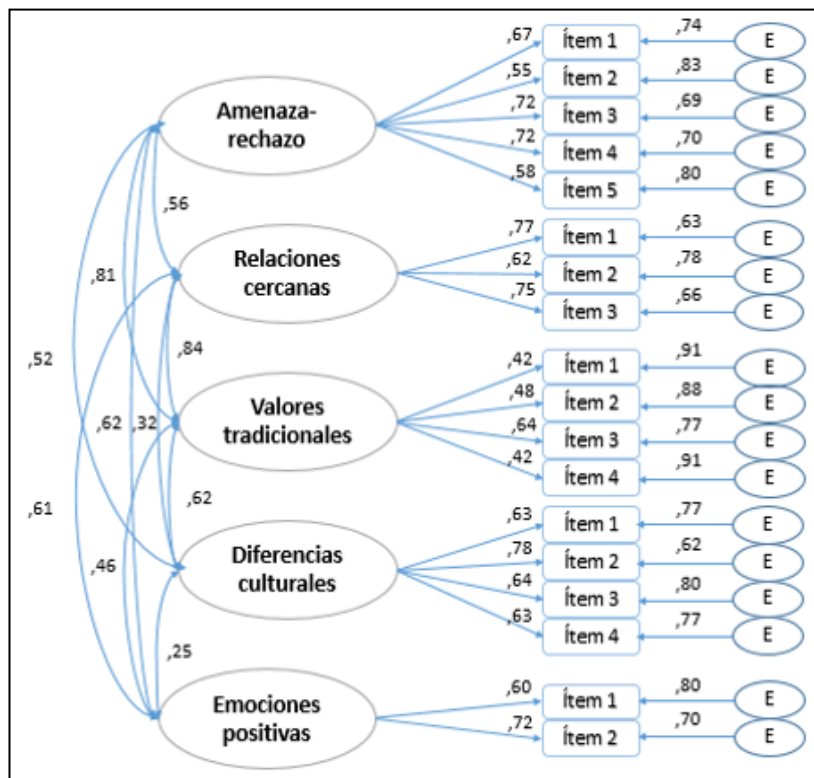 ,67
Ítem 1
,74
E
,55
Ítem 2
,83
E
Amenaza-
rechazo
,72
Ítem 3
,69
E
,72
Ítem 4
,70
E
,58
Ítem 5
,80
E
,56
,77
Ítem 1
,63
E
Relaciones
cercanas
,62
Ítem 2
,78
E
,75
Ítem 3
,66
E
,81
,84
,52
,42
Ítem 1
,91
E
,48
Ítem 2
,88
E
Valores
tradicionales
,62
,32
,64
Ítem 3
,77
E
,42
Ítem 4
,91
E
,61
,62
,63
Ítem 1
,77
E
,46
Diferencias
culturales
,78
Ítem 2
,62
E
,64
Ítem 3
,80
E
,63
Ítem 4
,77
E
,25
Emociones
positivas
,60
Ítem 1
,80
E
,72
Ítem 2
,70
E